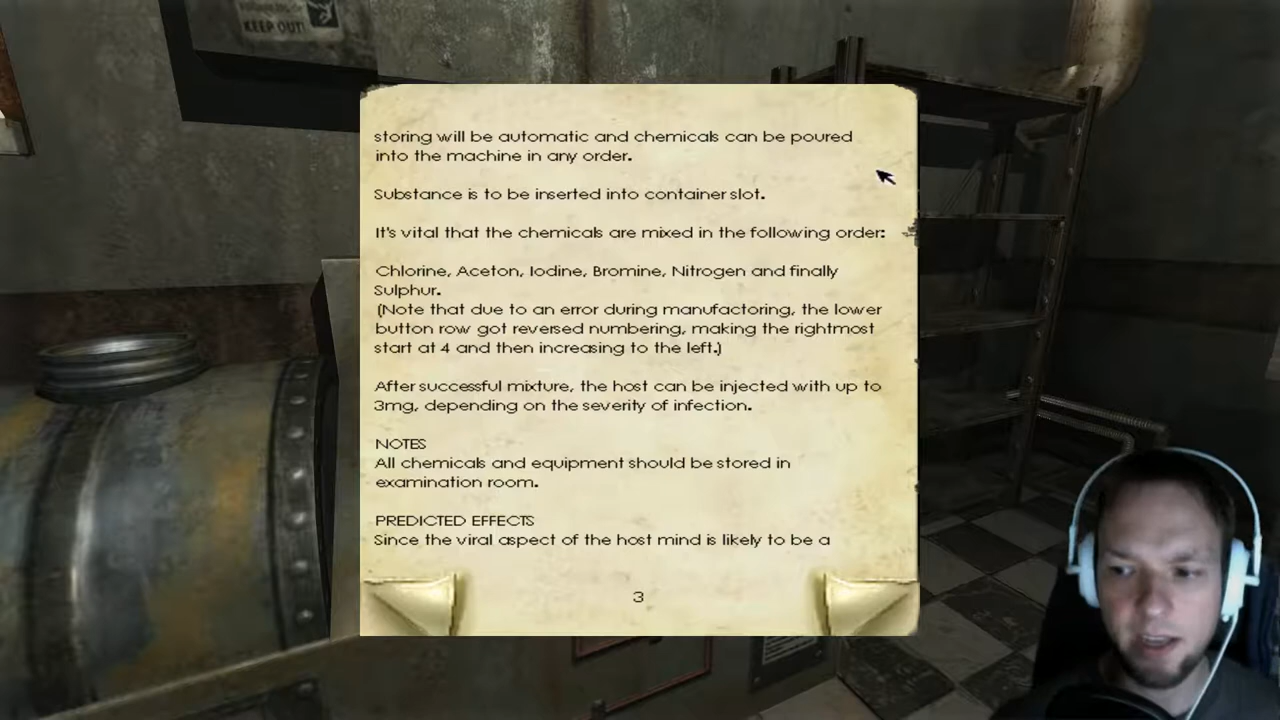 KEEP OUT!
storing will be automatic and chemicals can be poured
into the machine in any order.
Substance is to be inserted into container slot.
It's vital that the chemicals are mixed in the following order:
Chlorine, Aceton, Iodine, Bromine, Nitrogen and finally
Sulphur.
(Note that due to an error during manufactoring, the lower
button row got reversed numbering, making the rightmost
start at 4 and then increasing to the left.)
After successful mixture, the host can be injected with up to
3mg, depending on the severity of infection.
NOTES
All chemicals and equipment should be stored in
examination room.
PREDICTED EFFECTS
Since the viral aspect of the host mind is likely to be a
3